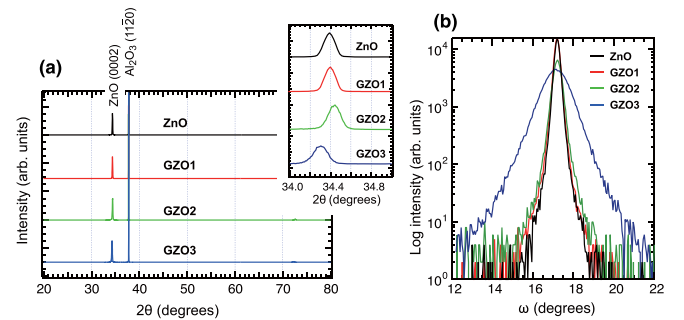 (a)
ZnO (0002)
Al₂O₃ (112̄0)
Intensity (arb. units)
ZnO
GZO1
GZO2
GZO3
20 30 40 50 60 70 80
2θ (degrees)
ZnO
GZO1
GZO2
GZO3
34.0 34.4 34.8
2θ (degrees)
(b)
Log intensity (arb. units)
10⁴
10³
10²
10¹
10⁰
ZnO
GZO1
GZO2
GZO3
12 14 16 18 20 22
ω (degrees)